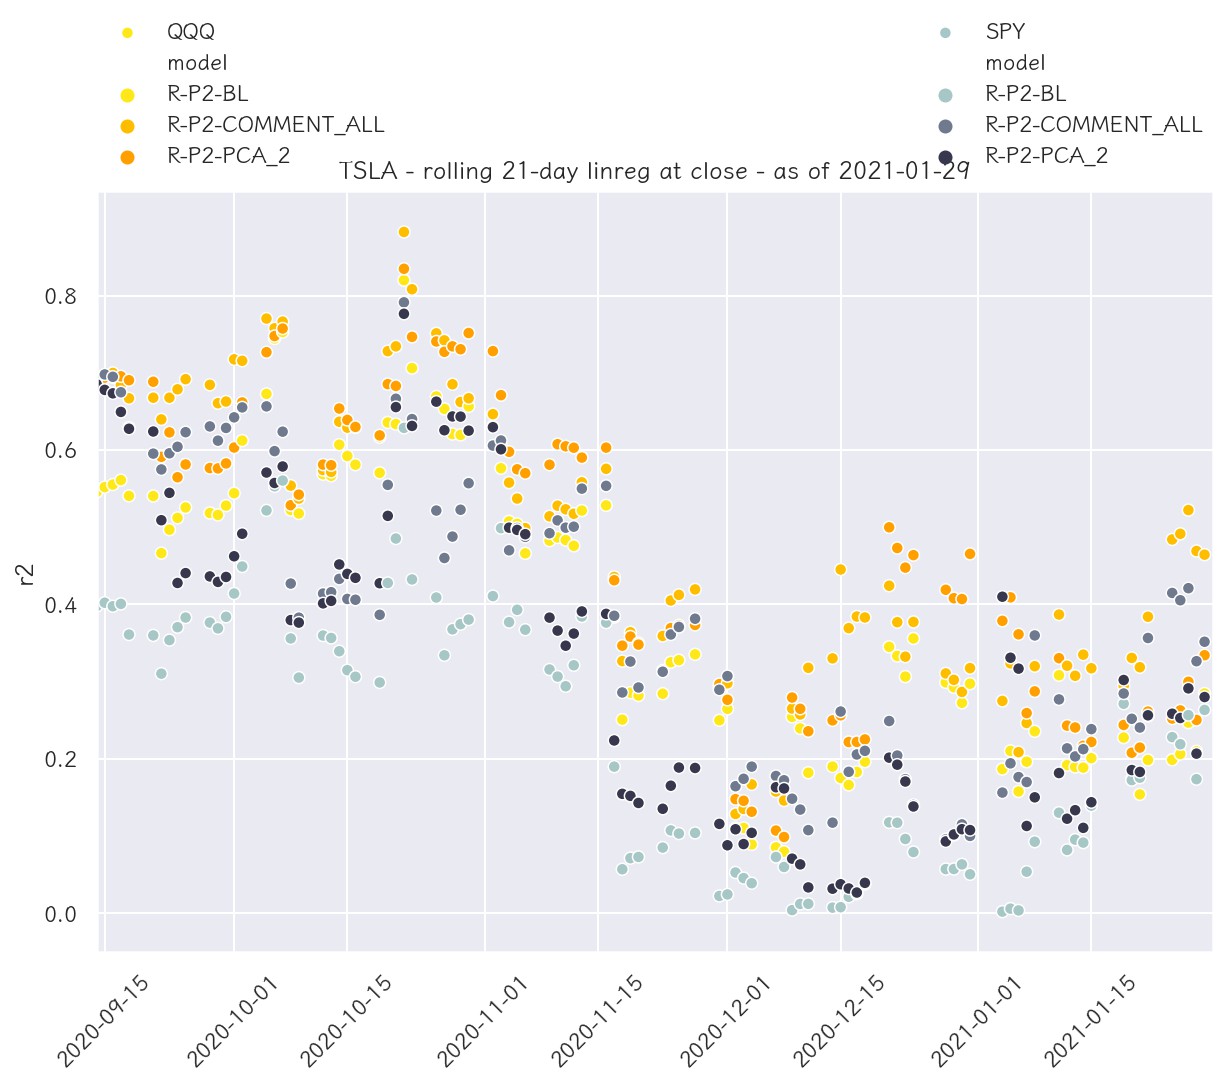 QQQ
model
R-P2-BL
R-P2-COMMENT_ALL
R-P2-PCA_2
SPY
model
R-P2-BL
R-P2-COMMENT_ALL
R-P2-PCA_2
TSLA - rolling 21-day linreg at close - as of 2021-01-29
r2
0.8
0.6
0.4
0.2
0.0
2020-09-15
2020-10-01
2020-10-15
2020-11-01
2020-11-15
2020-12-01
2020-12-15
2021-01-01
2021-01-15